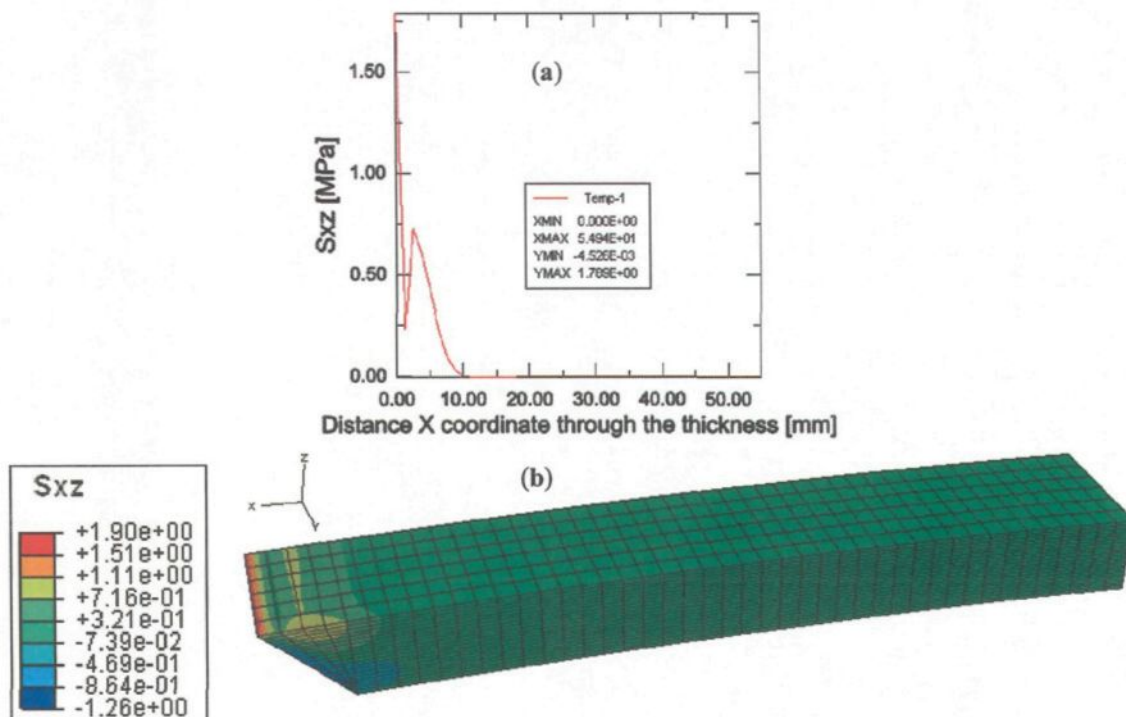 (a)
Sxz [MPa]
1.50
1.00
0.50
0.00
Temp-1
XMIN 0.000E+00
XMAX 5.494E+01
YMIN -4.526E-03
YMAX 1.789E+00
0.00 10.00 20.00 30.00 40.00 50.00
Distance X coordinate through the thickness [mm]
(b)
Z
X
Y
Sxz
+1.90e+00
+1.51e+00
+1.11e+00
+7.16e-01
+3.21e-01
-7.39e-02
-4.69e-01
-8.64e-01
-1.26e+00